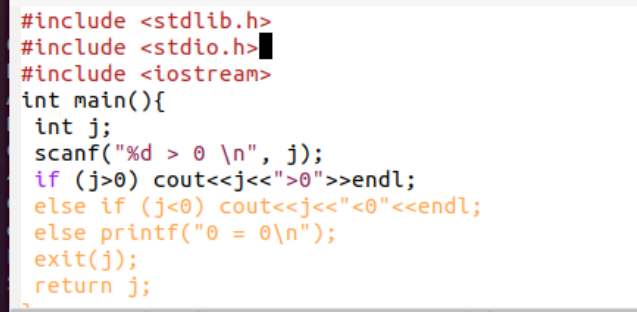 #include <stdlib.h>
#include <stdio.h>
#include <iostream>
int main(){
 int j;
 scanf("%d > 0 \n", j);
 if (j>0) cout<<j<<">0">>endl;
 else if (j<0) cout<<j<<"<0"<<endl;
 else printf("0 = 0\n");
 exit(j);
 return j;